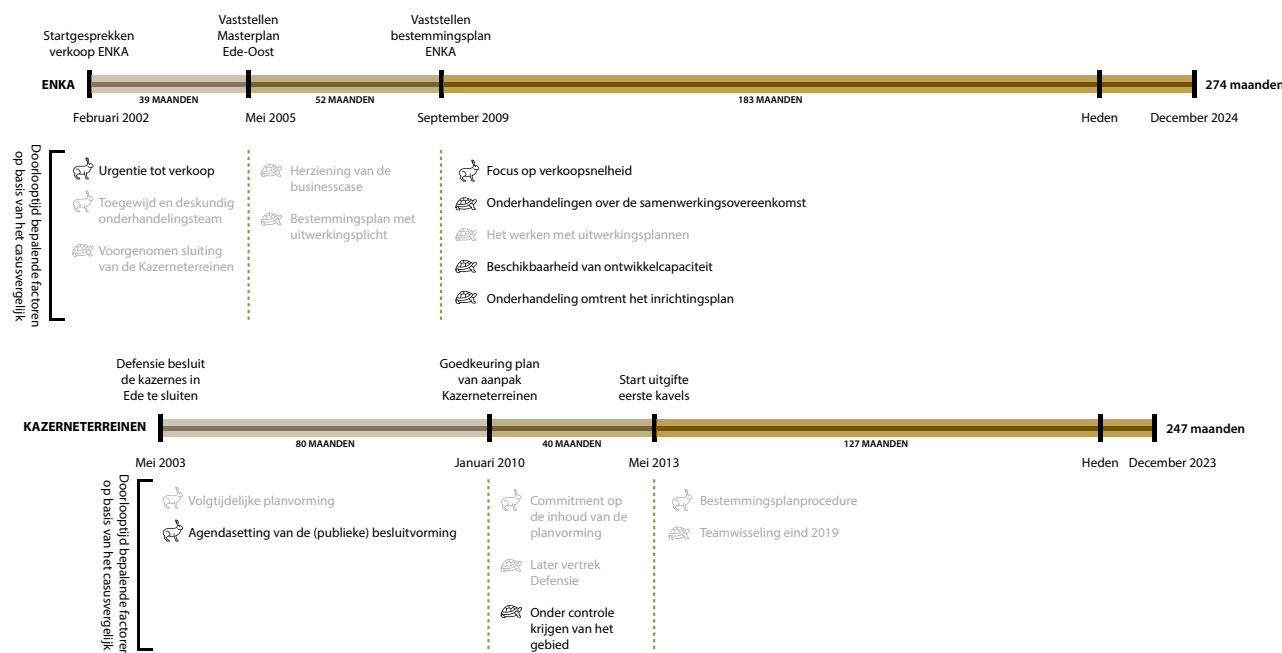 Startgesprekken
verkoop ENKA
Vaststellen
Masterplan
Ede-Oost
Vaststellen
bestemmingsplan
ENKA
ENKA
274 maanden
39 MAANDEN
52 MAANDEN
183 MAANDEN
Februari 2002
Mei 2005
September 2009
Heden
December 2024
Doorlooptijd bepalende factoren
op basis van het casusvergelijk
Urgentie tot verkoop
Toegewijd en deskundig
onderhandelingsteam
Voorgenomen sluiting
van de Kazerneterreinen
Herziening van de
businesscase
Bestemmingsplan met
uitwerkingsplicht
Focus op verkoopsnelheid
Onderhandelingen over de samenwerkingsovereenkomst
Het werken met uitwerkingsplannen
Beschikbaarheid van ontwikkelcapaciteit
Onderhandeling omtrent het inrichtingsplan
Defensie besluit
de kazernes in
Ede te sluiten
Goedkeuring plan
van aanpak
Kazerneterreinen
Start uitgifte
eerste kavels
KAZERNETERREINEN
247 maanden
80 MAANDEN
40 MAANDEN
127 MAANDEN
Mei 2003
Januari 2010
Mei 2013
Heden
December 2023
Doorlooptijd bepalende factoren
op basis van het casusvergelijk
Volgtijdelijke planvorming
Agendasetting van de (publieke) besluitvorming
Commitment op
de inhoud van de
planvorming
Later vertrek
Defensie
Onder controle
krijgen van het
gebied
Bestemmingsplanprocedure
Teamwisseling eind 2019